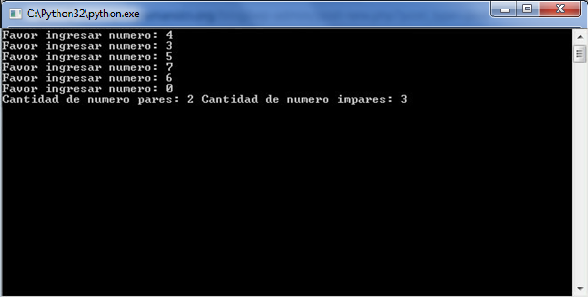 C:\Python32\python.exe
Favor ingresar numero: 4
Favor ingresar numero: 3
Favor ingresar numero: 5
Favor ingresar numero: 7
Favor ingresar numero: 6
Favor ingresar numero: 0
Cantidad de numero pares: 2 Cantidad de numero impares: 3